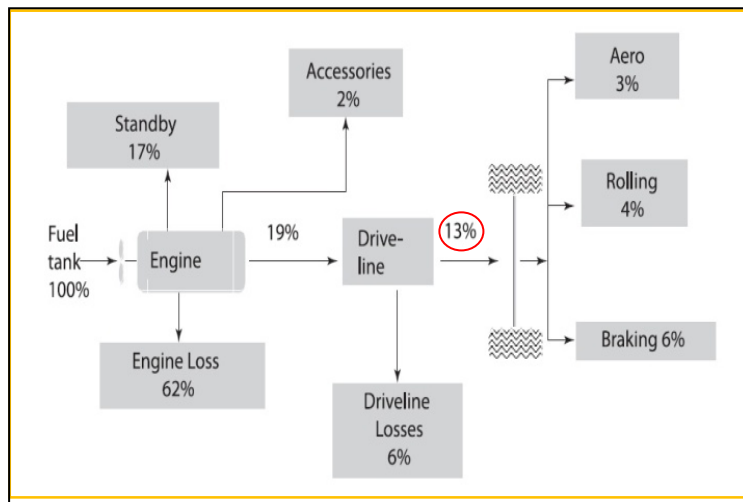 Accessories
2%
Aero
3%
Standby
17%
Rolling
4%
Fuel
tank
100%
Engine
19%
Drive-
line
13%
Engine Loss
62%
Braking 6%
Driveline
Losses
6%